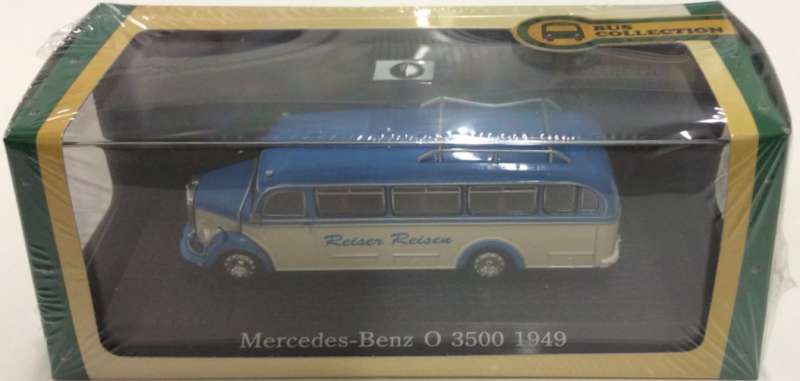 BUS
COLLECTION
Reiser Reisen
Mercedes-Benz O 3500 1949